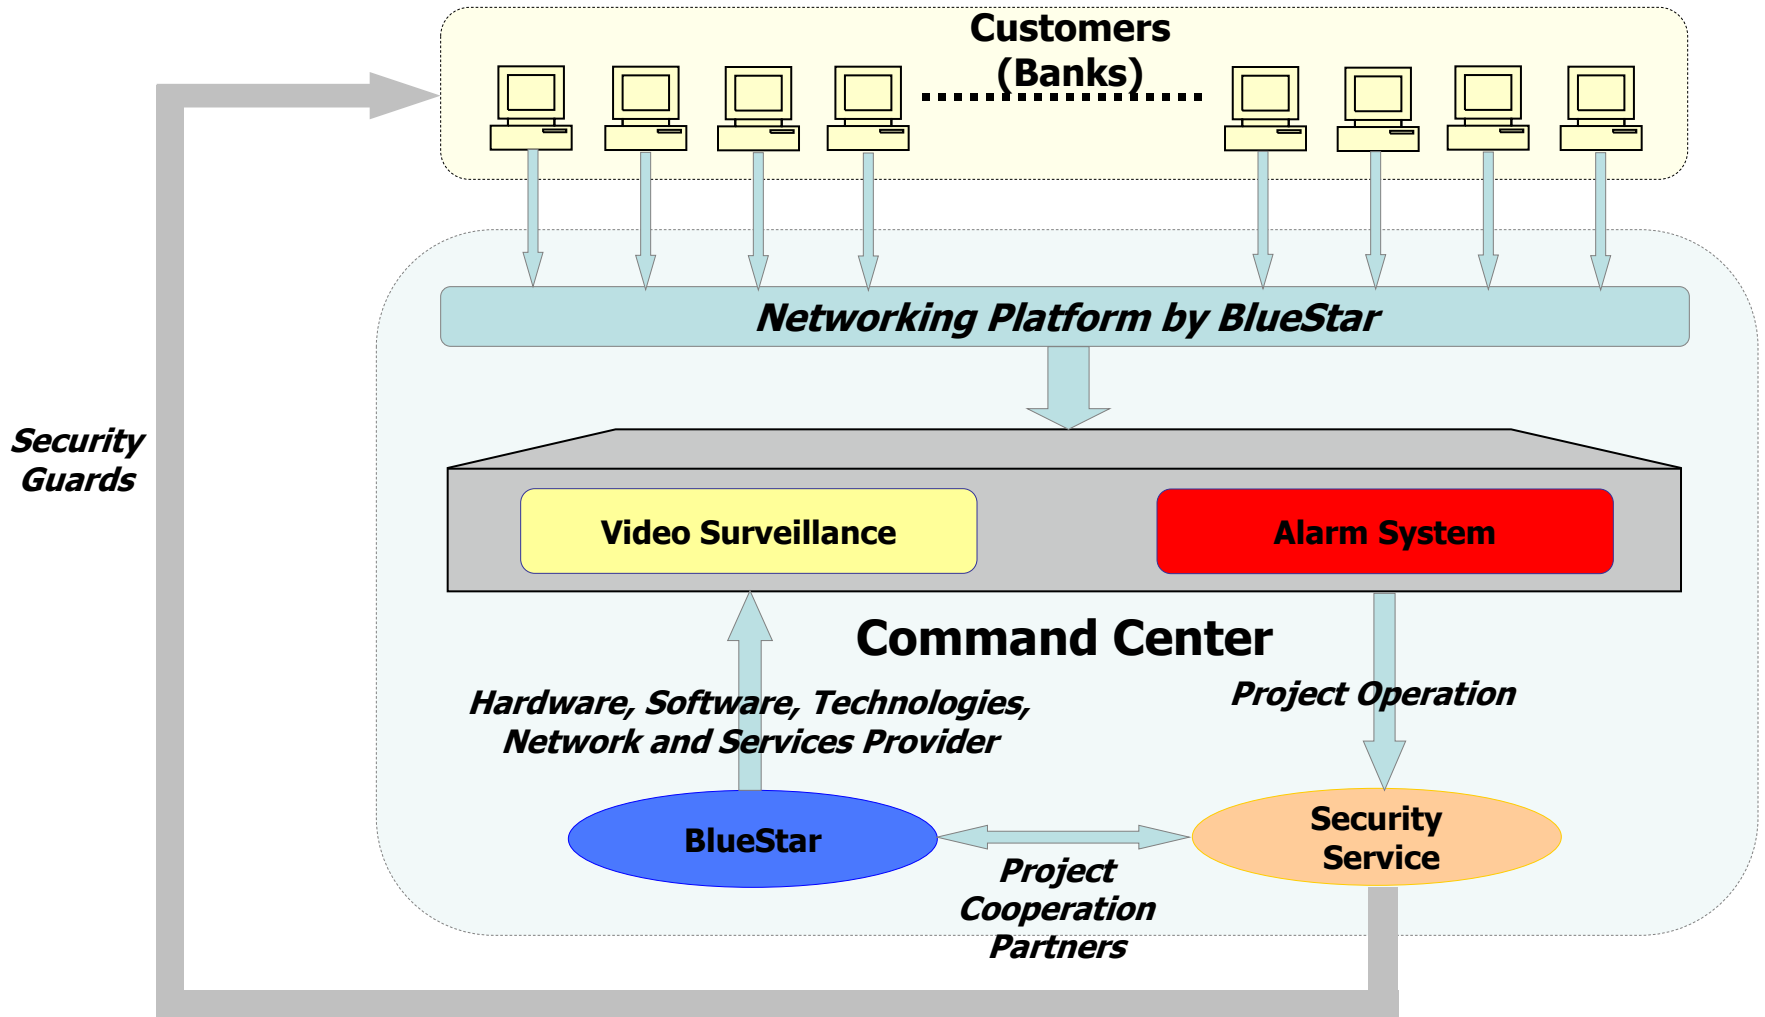 Customers
(Banks)
Networking Platform by BlueStar
Security
Guards
Video Surveillance
Alarm System
Command Center
Hardware, Software, Technologies,
Network and Services Provider
Project Operation
BlueStar
Security
Service
Project
Cooperation
Partners